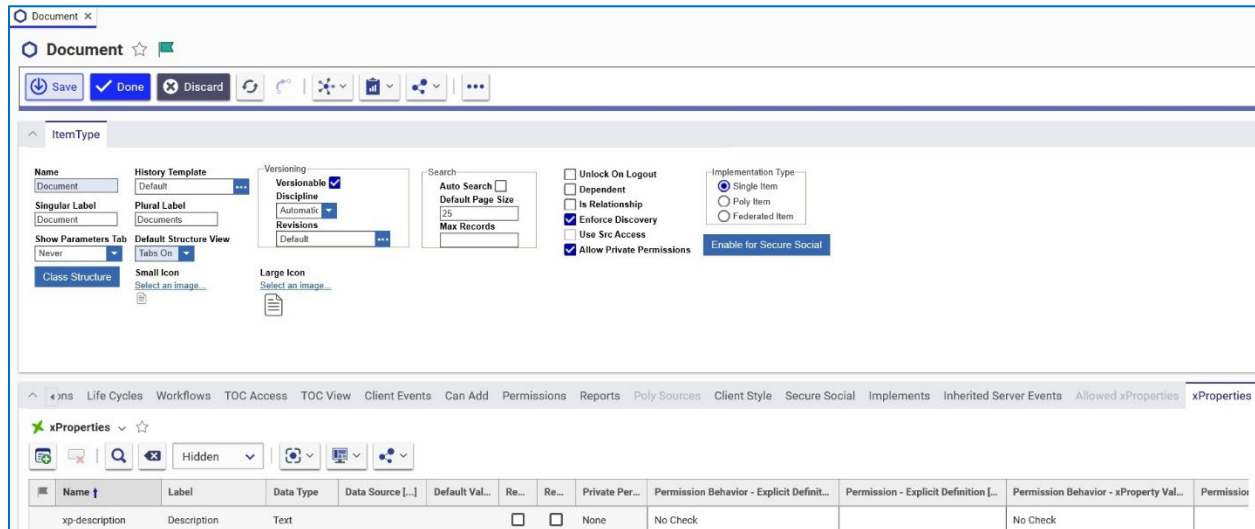 Document ×
Document
Save Done Discard
ItemType
Name History Template Versioning Search Unlock On Logout Implementation Type
Document Default Versionable Auto Search Dependent Single Item
Singular Label Plural Label Discipline Default Page Size Is Relationship Poly Item
Document Documents Automatic 25 Enforce Discovery Federated Item
Show Parameters Tab Default Structure View Revisions Max Records Use Src Access
Never Tabs On Default Allow Private Permissions Enable for Secure Social
Class Structure Small Icon Large Icon
Select an image... Select an image...
ons Life Cycles Workflows TOC Access TOC View Client Events Can Add Permissions Reports Poly Sources Client Style Secure Social Implements Inherited Server Events Allowed xProperties xProperties
xProperties
Hidden
Name Label Data Type Data Source [...] Default Val... Re... Re... Private Per... Permission Behavior - Explicit Definit... Permission - Explicit Definition [... Permission Behavior - xProperty Val... Permission
xp-description Description Text None No Check No Check